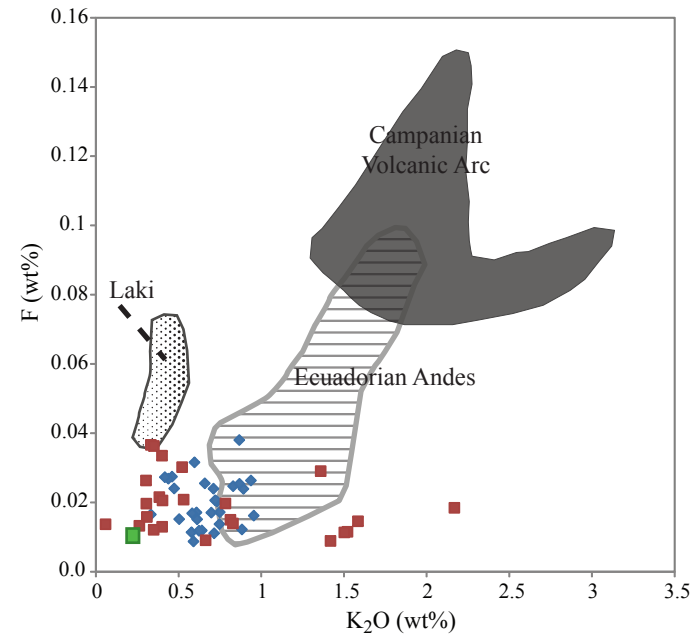 0.16
0.14
0.12
0.1
0.08
0.06
0.04
0.02
0.0
F (wt%)
Campanian
Volcanic Arc
Laki
Ecuadorian Andes
0 0.5 1 1.5 2 2.5 3 3.5
K₂O (wt%)